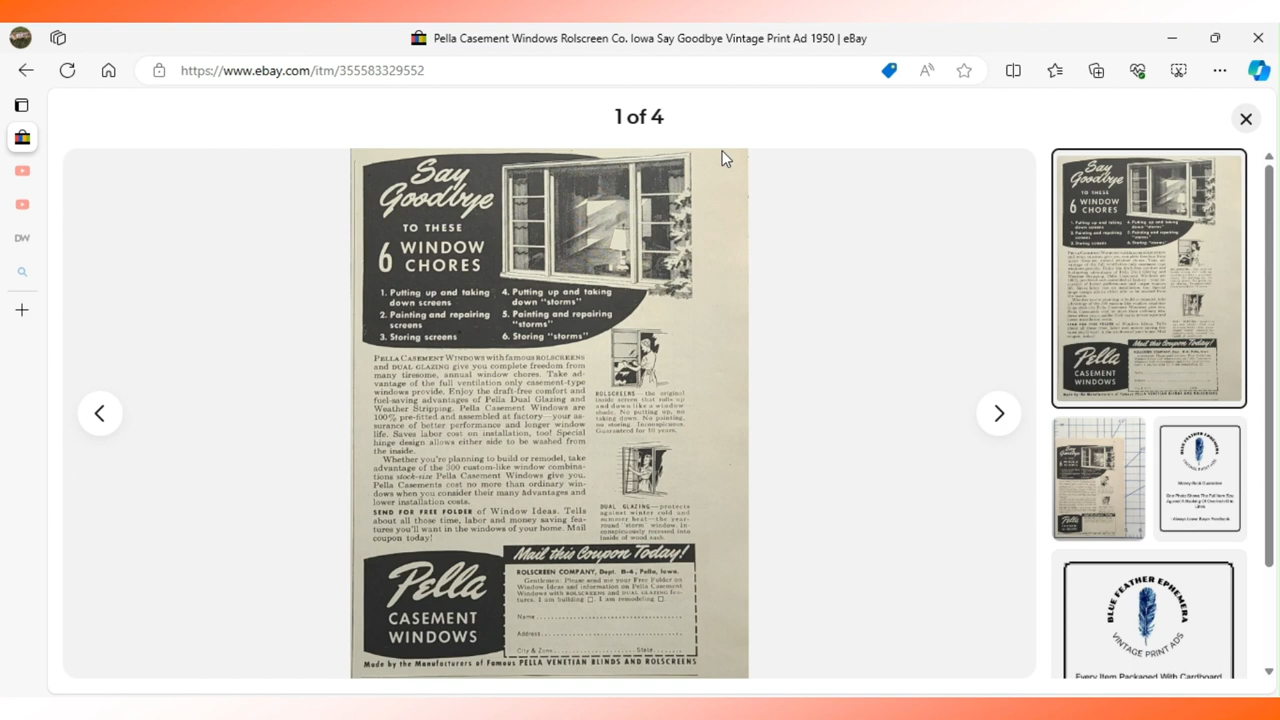 Pella Casement Windows Rolscreen Co. Iowa Say Goodbye Vintage Print Ad 1950 | eBay
https://www.ebay.com/itm/355583329552
1 of 4
Say
Goodbye
TO THESE
6 WINDOW
CHORES
1. Putting up and taking
down screens
2. Painting and repairing
screens
3. Storing screens
4. Putting up and taking
down "storms"
5. Painting and repairing
"storms"
6. Storing "storms"
PELLA CASEMENT WINDOWS with famous ROLSCREENS
and DUAL GLAZING give you complete freedom from
many tiresome, annual window chores. Take ad-
vantage of the full ventilation only casement-type
windows provide. Enjoy the draft-free comfort and
fuel-saving advantages of Pella Dual Glazing and
Weather Stripping. Pella Casement Windows are
100% pre-fitted and assembled at factory—your as-
surance of better performance and longer window
life. Saves labor cost on installation, too! Special
hinge design allows either side to be washed from
the inside.
Whether you're planning to build or remodel, take
advantage of the 300 custom-like window combina-
tions stock-size Pella Casement Windows give you.
Pella Casements cost no more than ordinary win-
dows when you consider their many advantages and
lower installation costs.
SEND FOR FREE FOLDER of Window Ideas. Tells
about all those time, labor and money saving fea-
tures you'll want in the windows of your home. Mail
coupon today!
ROLSCREENS—the original
inside screen that rolls up
and down like a window
shade. No putting up, no
taking down. No painting,
no storing. Inconspicuous.
Guaranteed for 10 years.
DUAL GLAZING—protects
against winter cold and
summer heat—the year-
round storm window. In-
conspicuously recessed into
inside of wood sash.
Pella
CASEMENT
WINDOWS
Mail this Coupon Today!
ROLSCREEN COMPANY, Dept. B-4, Pella, Iowa.
Gentlemen: Please send me your Free Folder on
Window Ideas and information on Pella Casement
Windows with ROLSCREENS and DUAL GLAZING fea-
tures. I am building □. I am remodeling □.
Name
Address
City & Zone State
Made by the Manufacturers of Famous PELLA VENETIAN BLINDS AND ROLSCREENS
DW
BLUE FEATHER EPHEMERA
VINTAGE PRINT ADS
Every Item Packaged With Cardboard